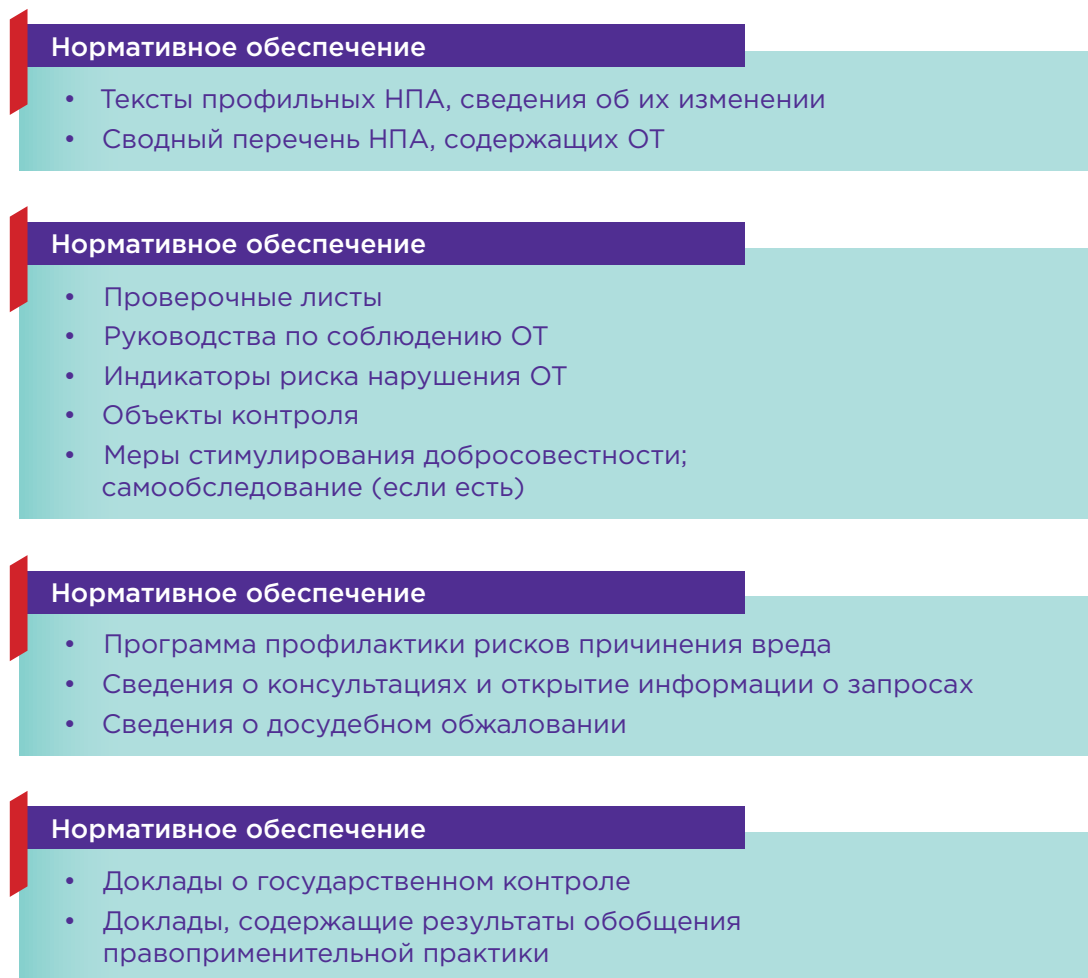 Нормативное обеспечение
• Тексты профильных НПА, сведения об их изменении
• Сводный перечень НПА, содержащих ОТ
Нормативное обеспечение
• Проверочные листы
• Руководства по соблюдению ОТ
• Индикаторы риска нарушения ОТ
• Объекты контроля
• Меры стимулирования добросовестности;
самообследование (если есть)
Нормативное обеспечение
• Программа профилактики рисков причинения вреда
• Сведения о консультациях и открытие информации о запросах
• Сведения о досудебном обжаловании
Нормативное обеспечение
• Доклады о государственном контроле
• Доклады, содержащие результаты обобщения
правоприменительной практики